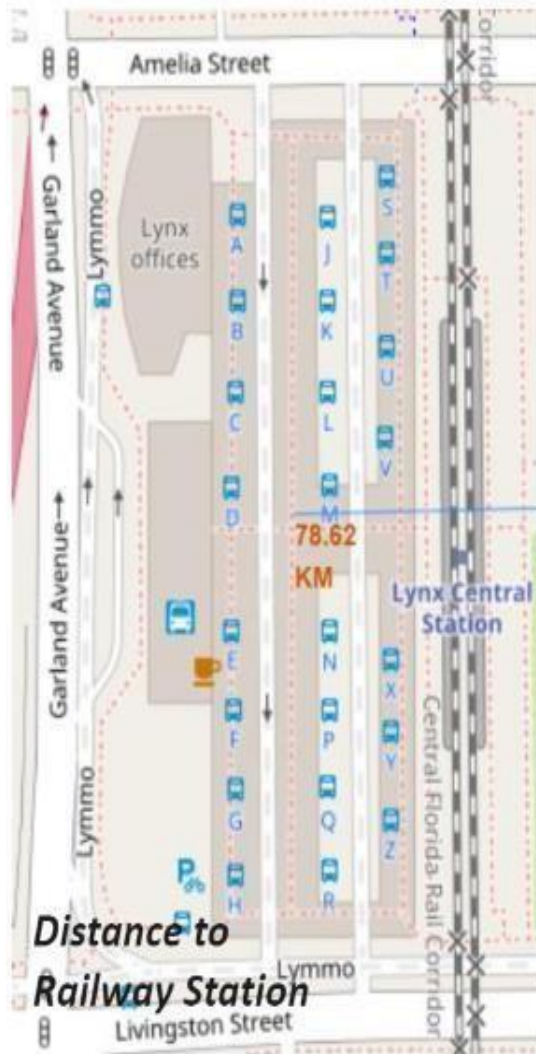 orridor
Amelia Street
Garland Avenue
Lymmo
Lynx
offices
A
B
C
D
J
K
L
M
S
T
U
V
78.62
KM
Lynx Central
Station
Garland Avenue
E
F
G
H
N
P
Q
R
X
Y
Z
Central Florida Rail Corridor
Lymmo
P
Distance to
Railway Station
Lymmo
Livingston Street